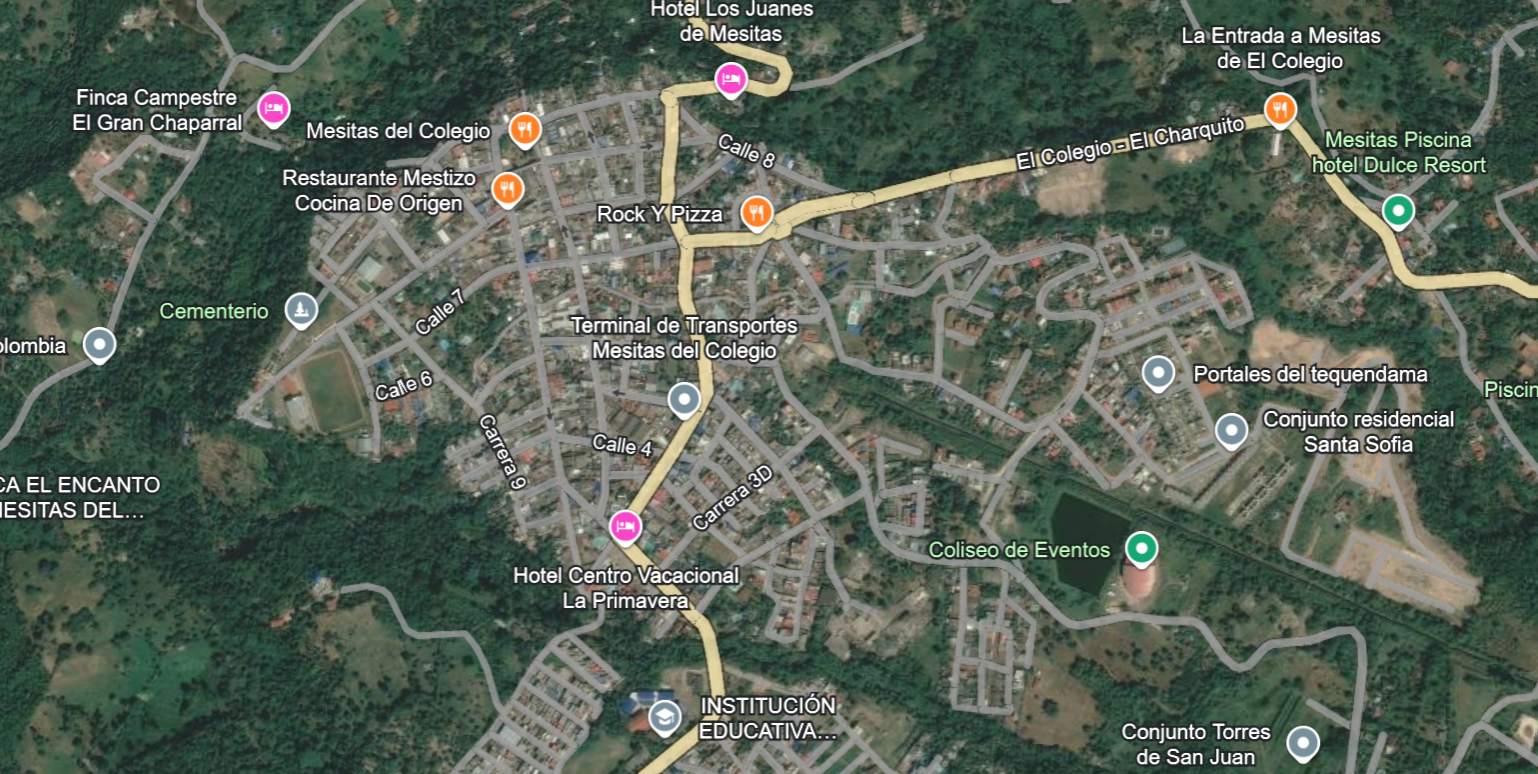 Hotel Los Juanes
de Mesitas
La Entrada a Mesitas
de El Colegio
Finca Campestre
El Gran Chaparral
Mesitas del Colegio
Calle 8
El Colegio - El Charquito
Mesitas Piscina
hotel Dulce Resort
Restaurante Mestizo
Cocina De Origen
Rock Y Pizza
Cementerio
Calle 7
Terminal de Transportes
Mesitas del Colegio
olombia
Calle 6
Portales del tequendama
Piscin
Conjunto residencial
Santa Sofia
Carrera 9
Calle 4
Carrera 3D
CA EL ENCANTO
MESITAS DEL...
Coliseo de Eventos
Hotel Centro Vacacional
La Primavera
INSTITUCIÓN
EDUCATIVA...
Conjunto Torres
de San Juan